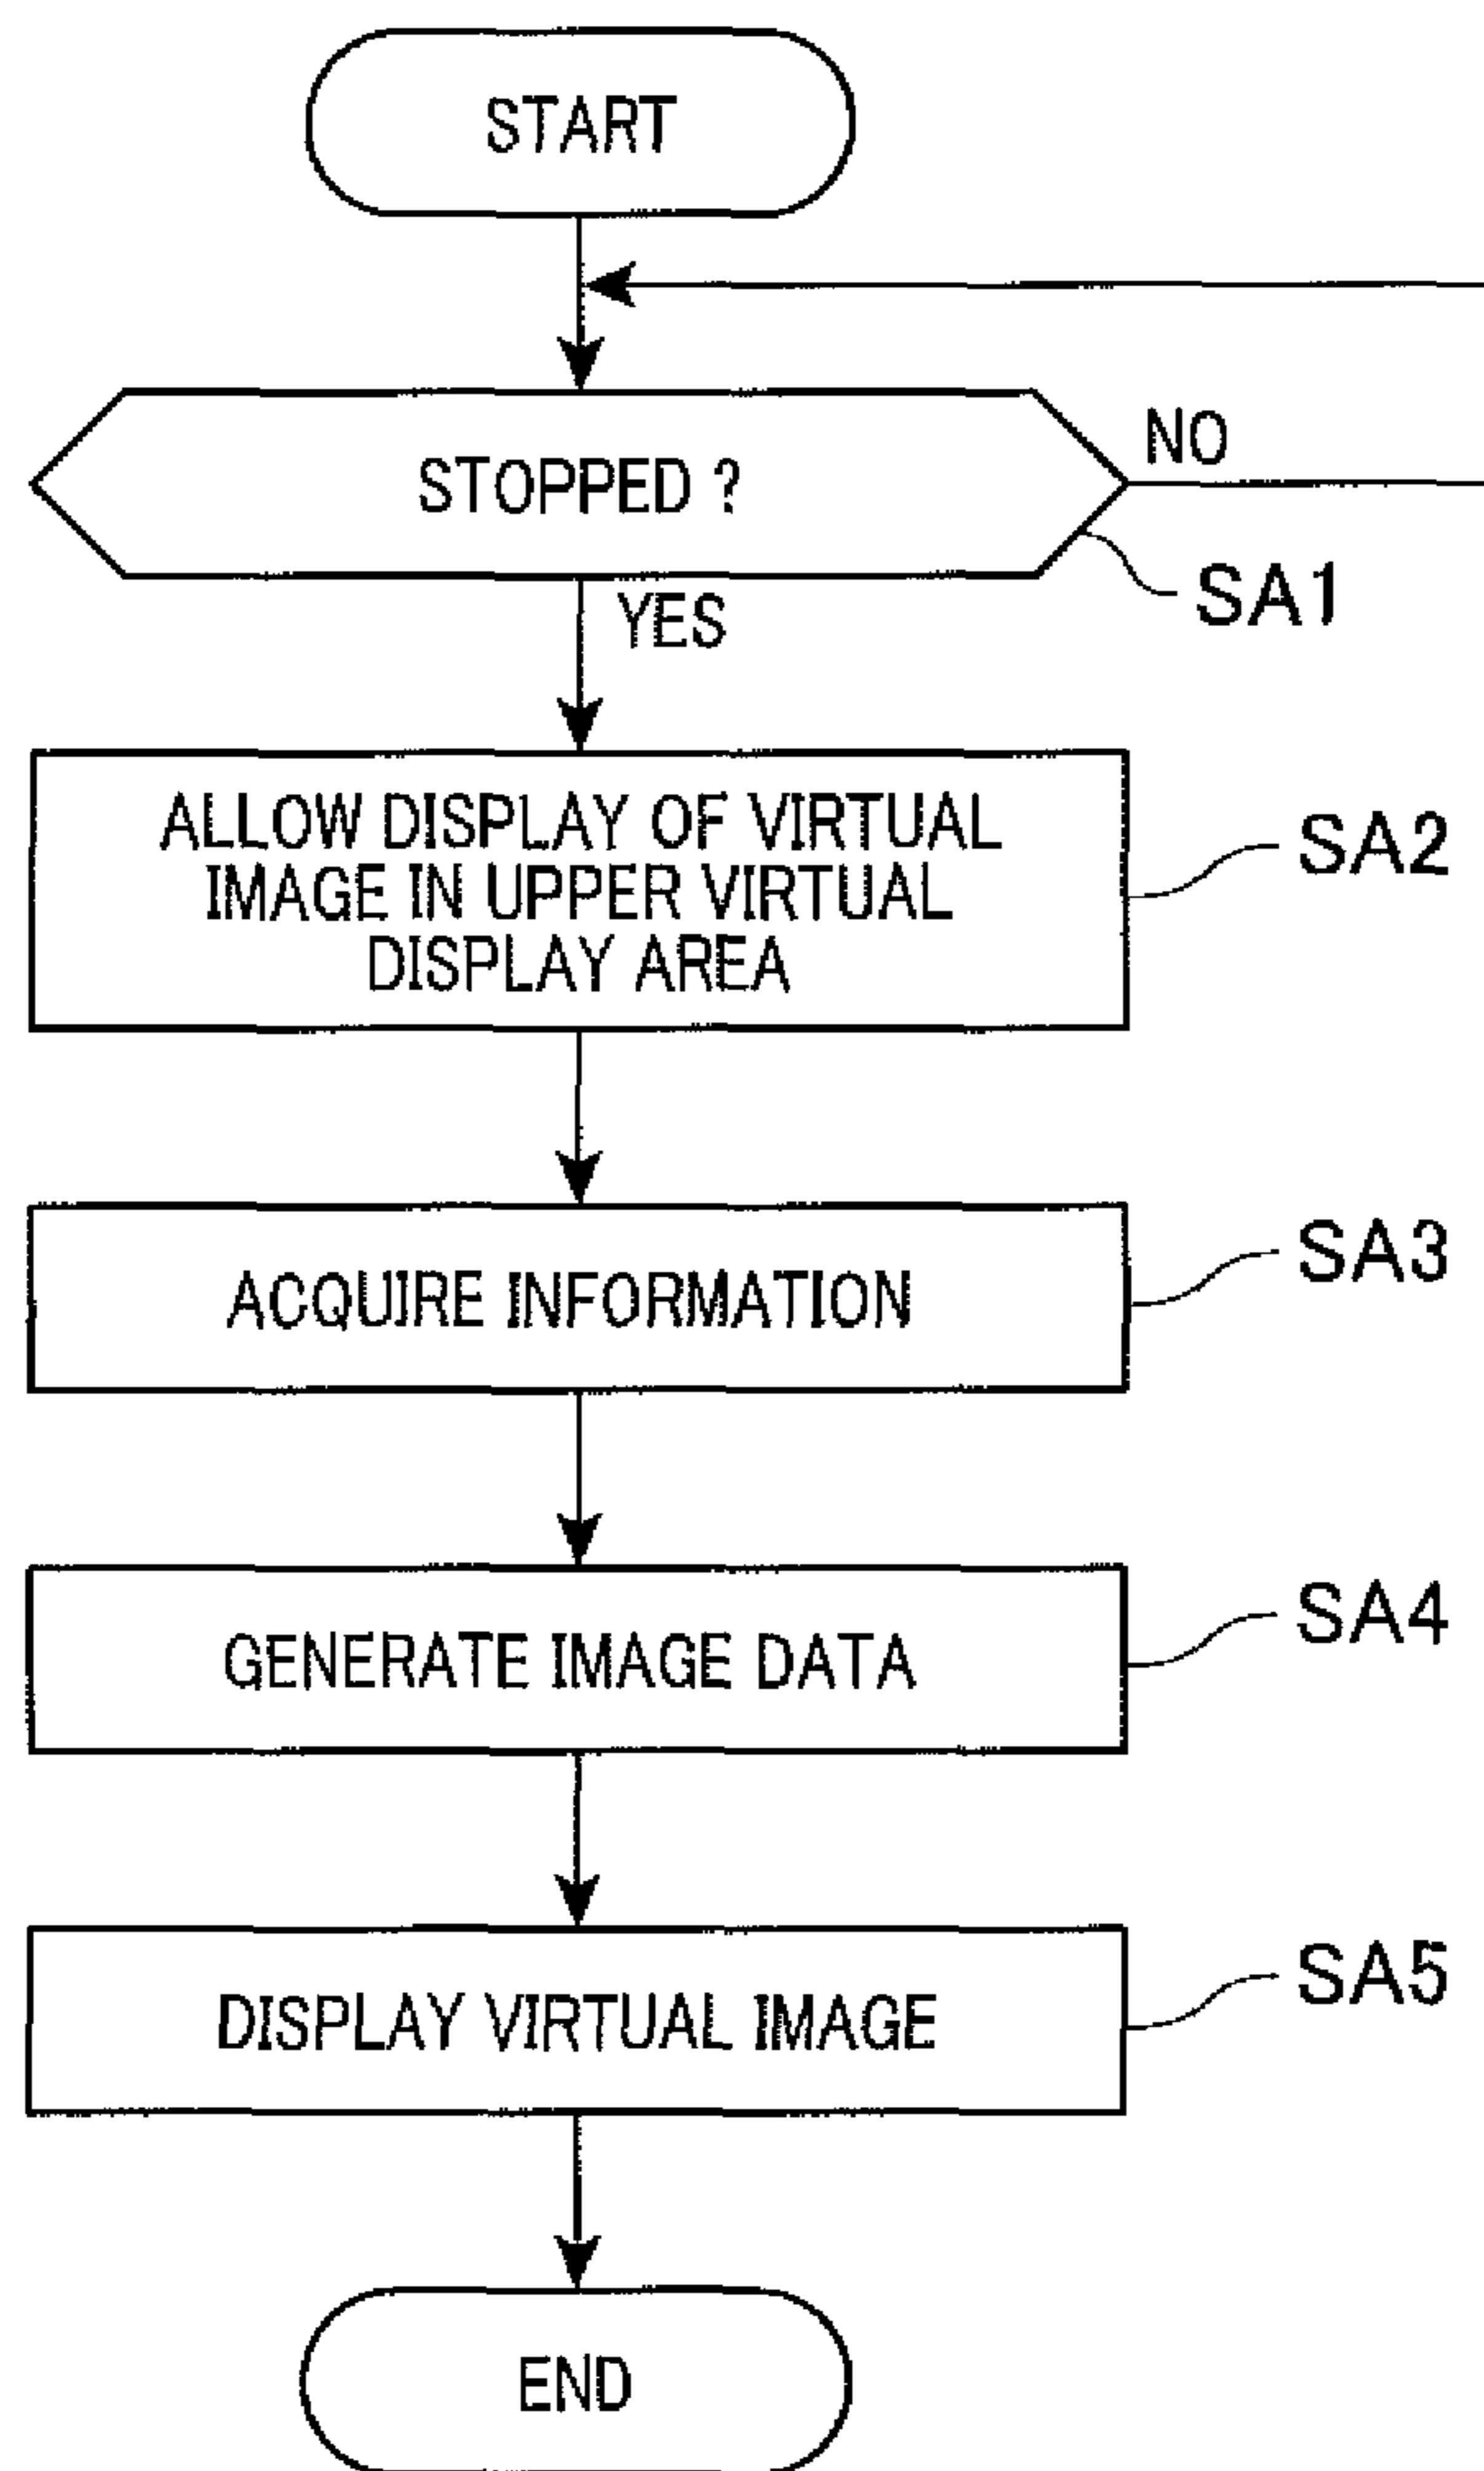 START
STOPPED ?
NO
SA1
YES
ALLOW DISPLAY OF VIRTUAL
IMAGE IN UPPER VIRTUAL
DISPLAY AREA
SA2
ACQUIRE INFORMATION
SA3
GENERATE IMAGE DATA
SA4
DISPLAY VIRTUAL IMAGE
SA5
END